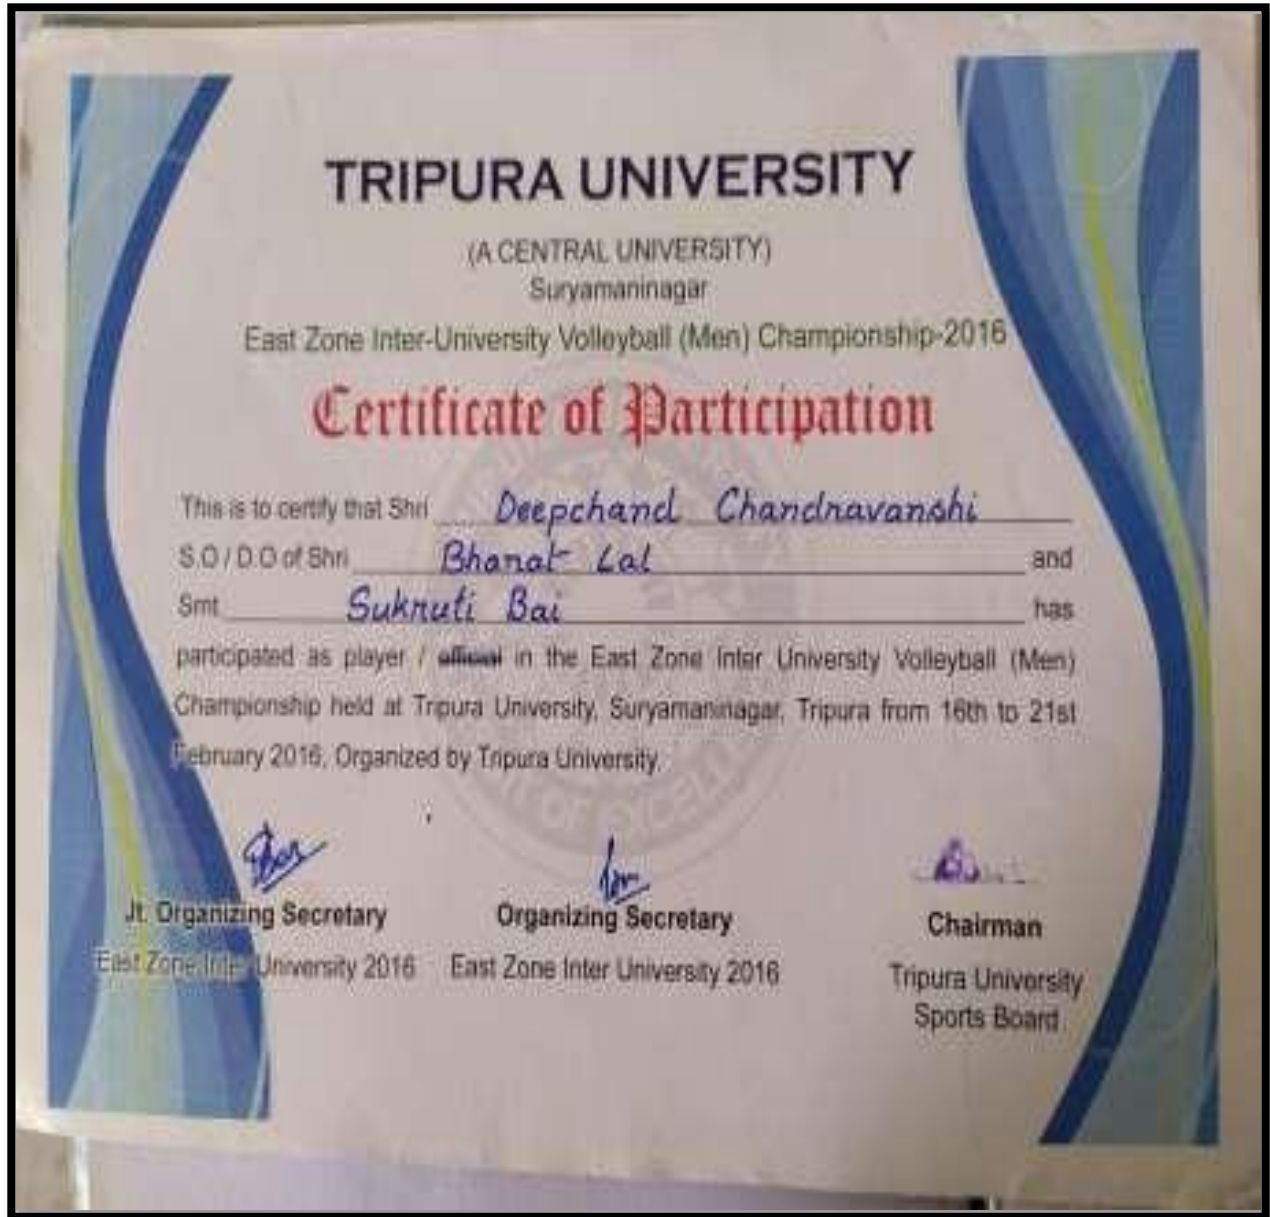 TRIPURA UNIVERSITY
(A CENTRAL UNIVERSITY)
Suryamaninagar
East Zone Inter-University Volleyball (Men) Championship-2016
Certificate of Participation
This is to certify that Shri Deepchand Chandravanshi
S.O / D.O of Shri Bharat Lal and
Smt Sukruti Bai has
participated as player / official in the East Zone Inter University Volleyball (Men)
Championship held at Tripura University, Suryamaninagar, Tripura from 16th to 21st
February 2016, Organized by Tripura University.
Jt. Organizing Secretary
East Zone Inter University 2016
Organizing Secretary
East Zone Inter University 2016
Chairman
Tripura University
Sports Board